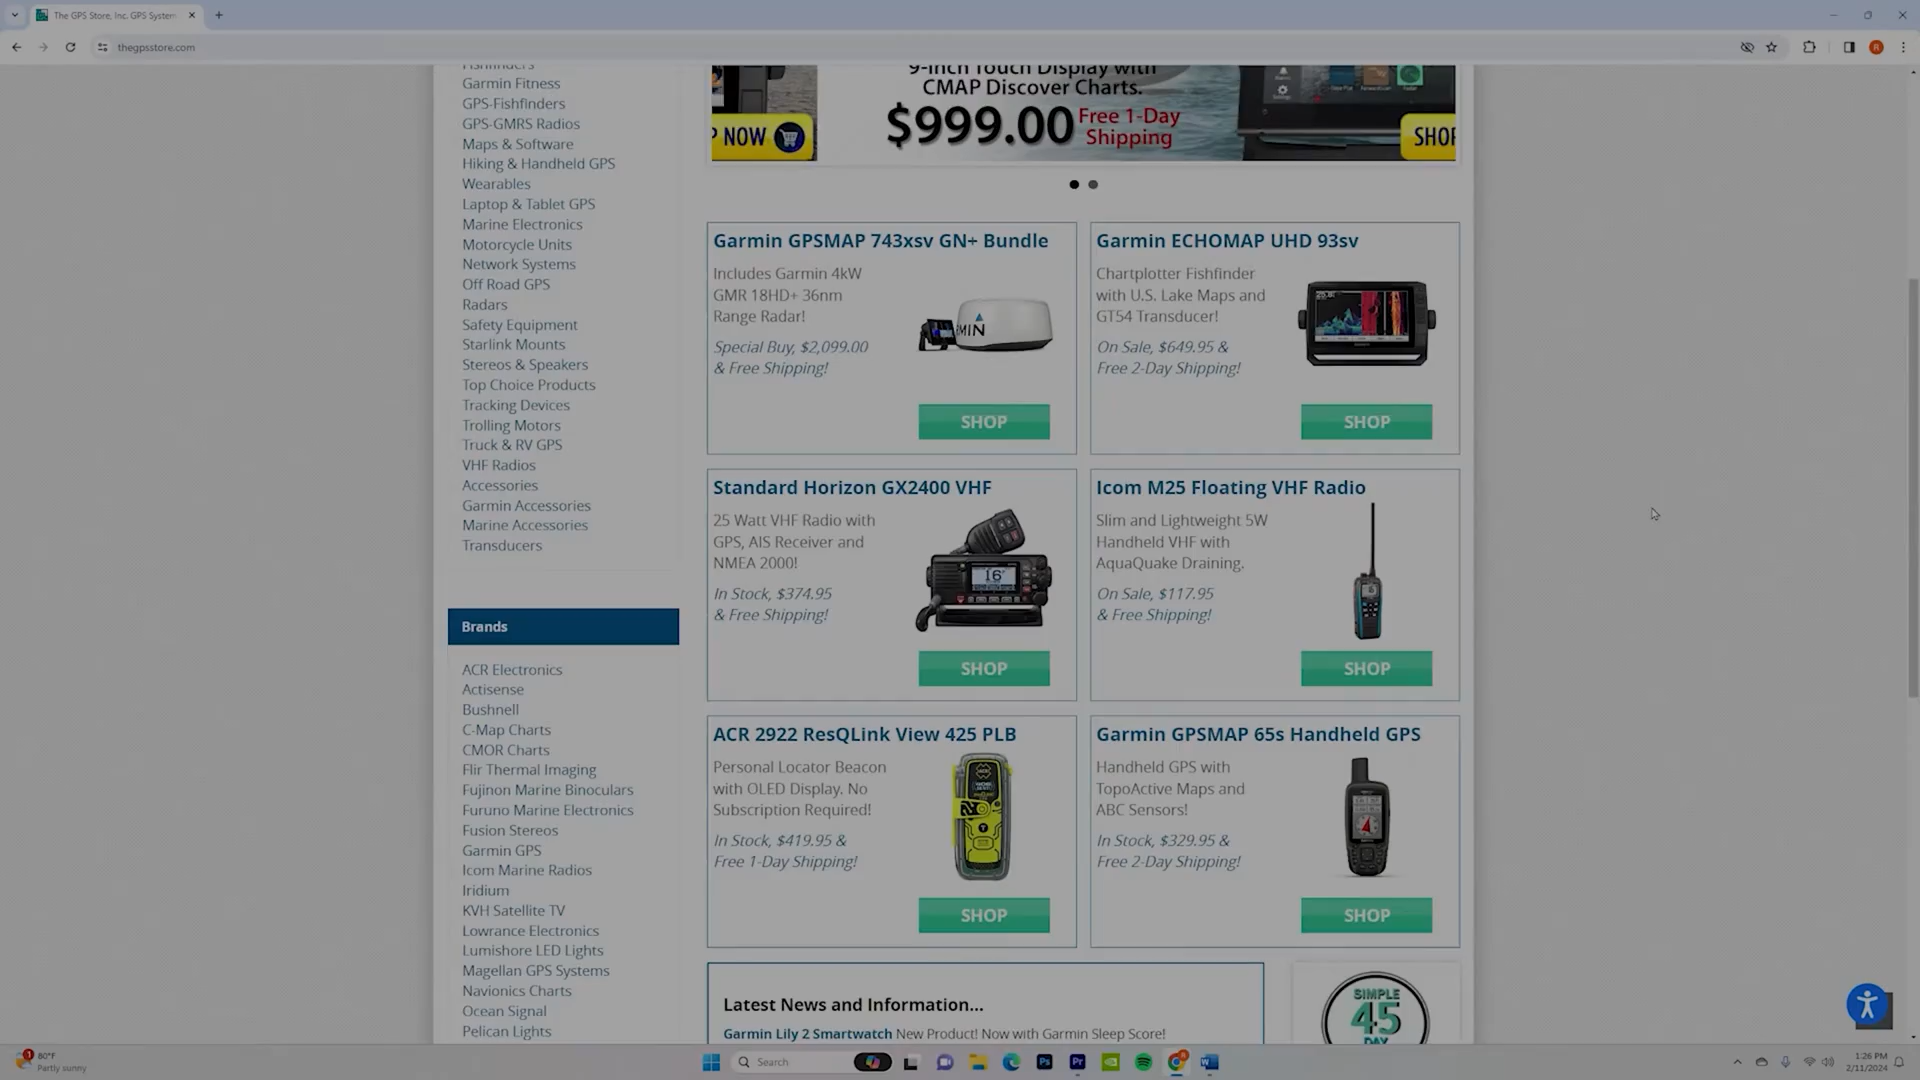 The GPS Store, Inc. GPS System
thegpsstore.com
Fishfinders
Garmin Fitness
GPS-Fishfinders
GPS-GMRS Radios
Maps & Software
Hiking & Handheld GPS
Wearables
Laptop & Tablet GPS
Marine Electronics
Motorcycle Units
Network Systems
Off Road GPS
Radars
Safety Equipment
Starlink Mounts
Stereos & Speakers
Top Choice Products
Tracking Devices
Trolling Motors
Truck & RV GPS
VHF Radios
Accessories
Garmin Accessories
Marine Accessories
Transducers
Brands
ACR Electronics
Actisense
Bushnell
C-Map Charts
CMOR Charts
Flir Thermal Imaging
Fujinon Marine Binoculars
Furuno Marine Electronics
Fusion Stereos
Garmin GPS
Icom Marine Radios
Iridium
KVH Satellite TV
Lowrance Electronics
Lumishore LED Lights
Magellan GPS Systems
Navionics Charts
Ocean Signal
Pelican Lights
9-inch Touch Display with
CMAP Discover Charts.
$999.00 Free 1-Day
Shipping
P NOW
SHOP
Garmin GPSMAP 743xsv GN+ Bundle
Includes Garmin 4kW
GMR 18HD+ 36nm
Range Radar!
Special Buy, $2,099.00
& Free Shipping!
SHOP
Garmin ECHOMAP UHD 93sv
Chartplotter Fishfinder
with U.S. Lake Maps and
GT54 Transducer!
On Sale, $649.95 &
Free 2-Day Shipping!
SHOP
Standard Horizon GX2400 VHF
25 Watt VHF Radio with
GPS, AIS Receiver and
NMEA 2000!
In Stock, $374.95
& Free Shipping!
16
SHOP
Icom M25 Floating VHF Radio
Slim and Lightweight 5W
Handheld VHF with
AquaQuake Draining.
On Sale, $117.95
& Free Shipping!
SHOP
ACR 2922 ResQLink View 425 PLB
Personal Locator Beacon
with OLED Display. No
Subscription Required!
In Stock, $419.95 &
Free 1-Day Shipping!
SHOP
Garmin GPSMAP 65s Handheld GPS
Handheld GPS with
TopoActive Maps and
ABC Sensors!
In Stock, $329.95 &
Free 2-Day Shipping!
SHOP
Latest News and Information...
Garmin Lily 2 Smartwatch New Product! Now with Garmin Sleep Score!
SIMPLE
45
DAY
80°F
Partly sunny
Search
1:26 PM
2/11/2024